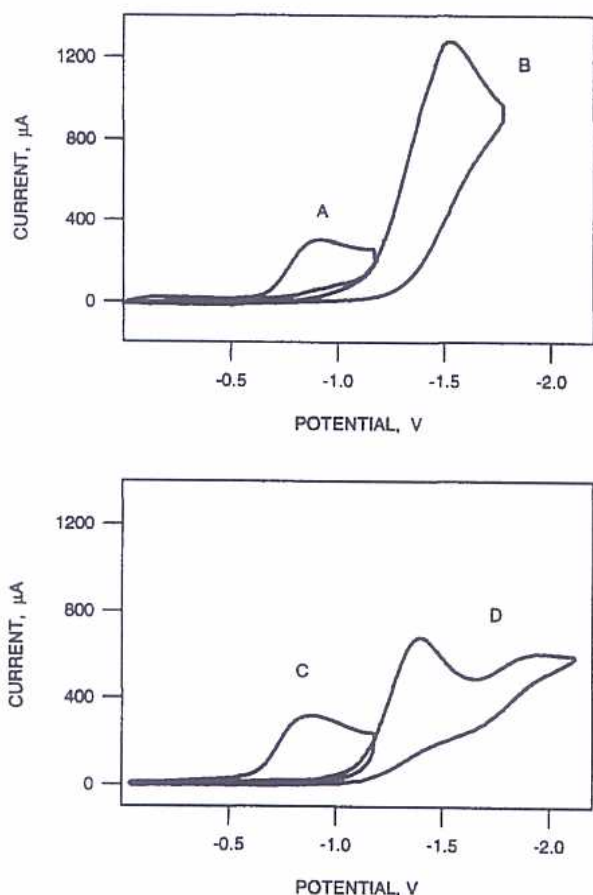 1200
B
800
A
400
0
CURRENT, µA
-0.5
-1.0
-1.5
-2.0
POTENTIAL, V
1200
800
D
C
400
0
CURRENT, µA
-0.5
-1.0
-1.5
-2.0
POTENTIAL, V